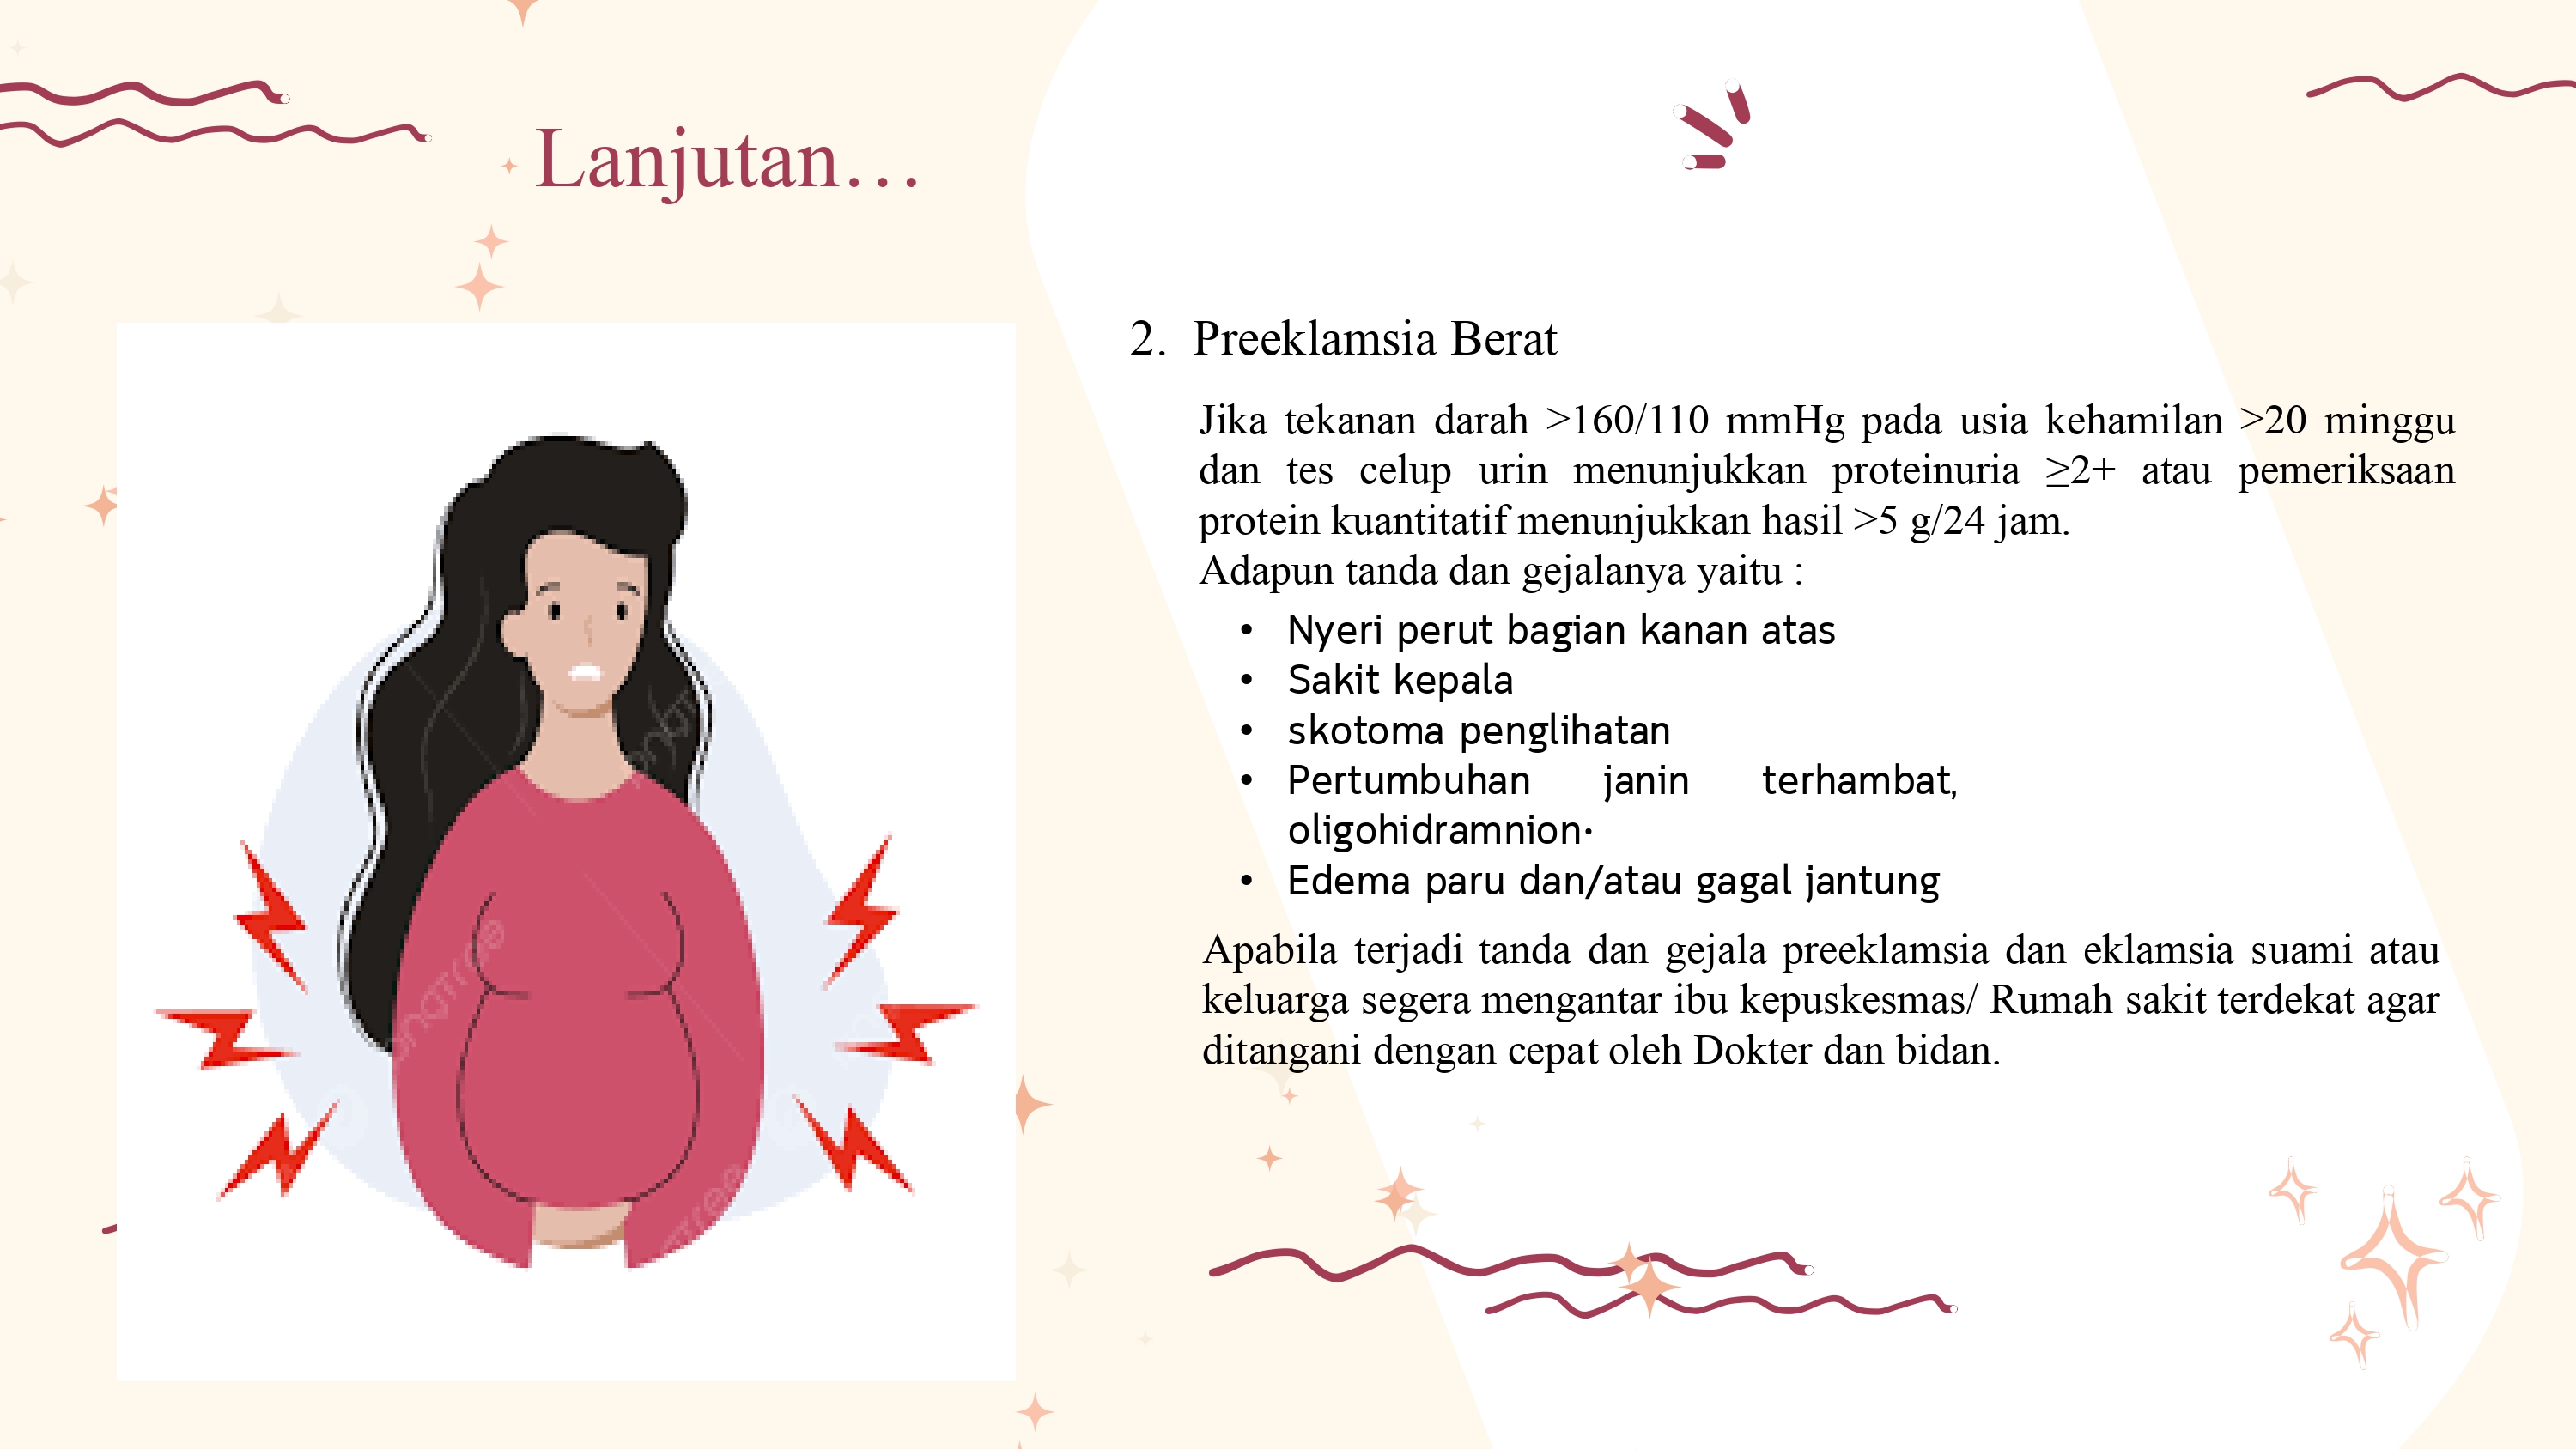 Lanjutan...
2. Preeklamsia Berat
Jika tekanan darah >160/110 mmHg pada usia kehamilan >20 minggu
dan tes celup urin menunjukkan proteinuria ≥2+ atau pemeriksaan
protein kuantitatif menunjukkan hasil >5 g/24 jam.
Adapun tanda dan gejalanya yaitu :
• Nyeri perut bagian kanan atas
• Sakit kepala
• skotoma penglihatan
• Pertumbuhan janin terhambat,
oligohidramnion·
• Edema paru dan/atau gagal jantung
Apabila terjadi tanda dan gejala preeklamsia dan eklamsia suami atau
keluarga segera mengantar ibu kepuskesmas/ Rumah sakit terdekat agar
ditangani dengan cepat oleh Dokter dan bidan.